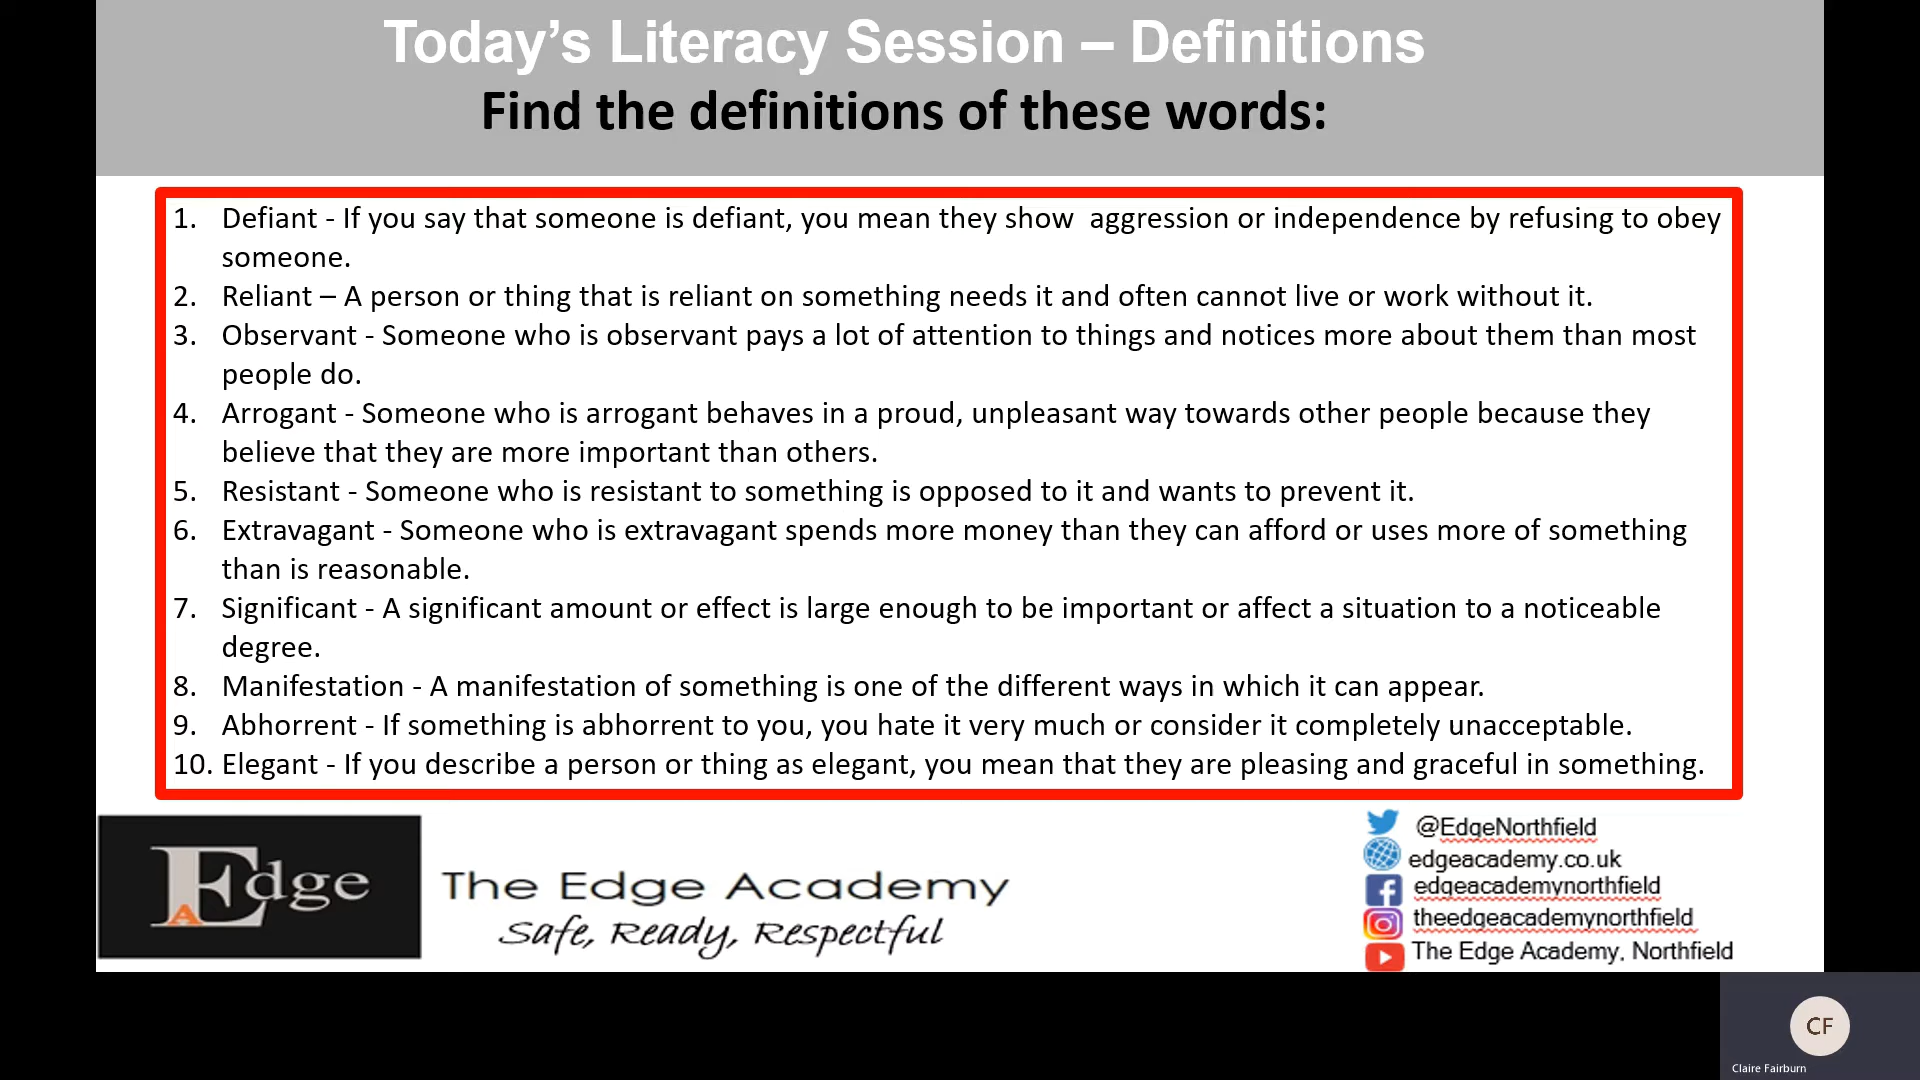 Today's Literacy Session – Definitions
Find the definitions of these words:
1. Defiant - If you say that someone is defiant, you mean they show  aggression or independence by refusing to obey
someone.
2. Reliant – A person or thing that is reliant on something needs it and often cannot live or work without it.
3. Observant - Someone who is observant pays a lot of attention to things and notices more about them than most
people do.
4. Arrogant - Someone who is arrogant behaves in a proud, unpleasant way towards other people because they
believe that they are more important than others.
5. Resistant - Someone who is resistant to something is opposed to it and wants to prevent it.
6. Extravagant - Someone who is extravagant spends more money than they can afford or uses more of something
than is reasonable.
7. Significant - A significant amount or effect is large enough to be important or affect a situation to a noticeable
degree.
8. Manifestation - A manifestation of something is one of the different ways in which it can appear.
9. Abhorrent - If something is abhorrent to you, you hate it very much or consider it completely unacceptable.
10. Elegant - If you describe a person or thing as elegant, you mean that they are pleasing and graceful in something.
Edge
A
The Edge Academy
Safe, Ready, Respectful
@EdgeNorthfield
edgeacademy.co.uk
edgeacademynorthfield
theedgeacademynorthfield
The Edge Academy, Northfield
CF
Claire Fairburn